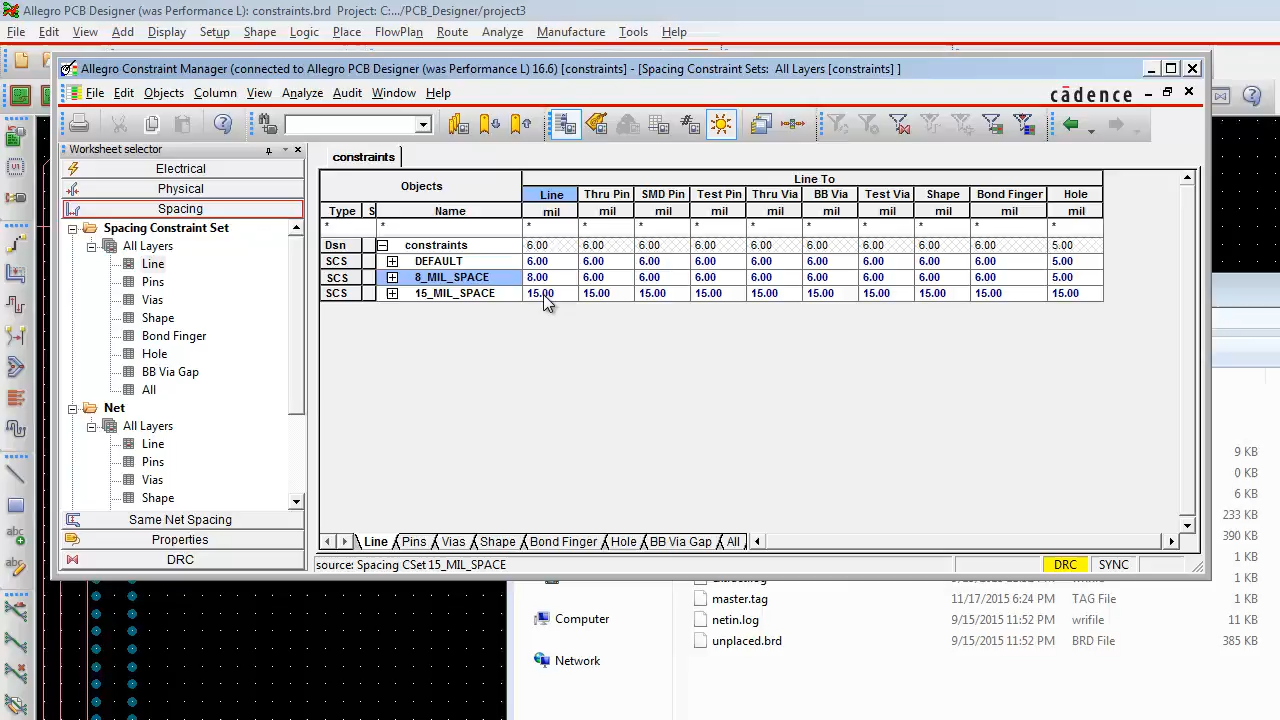 Allegro PCB Designer (was Performance L): constraints.brd Project: C:.../PCB_Designer/project3
File Edit View Add Display Setup Shape Logic Place FlowPlan Route Analyze Manufacture Tools Help
Allegro Constraint Manager (connected to Allegro PCB Designer (was Performance L) 16.6) [constraints] - [Spacing Constraint Sets: All Layers [constraints] ]
File Edit Objects Column View Analyze Audit Window Help
cādence
Worksheet selector
Electrical
Physical
Spacing
Spacing Constraint Set
All Layers
Line
Pins
Vias
Shape
Bond Finger
Hole
BB Via Gap
All
Net
All Layers
Line
Pins
Vias
Shape
Same Net Spacing
Properties
DRC
constraints
Objects Line To
Line Thru Pin SMD Pin Test Pin Thru Via BB Via Test Via Shape Bond Finger Hole
Type S Name mil mil mil mil mil mil mil mil mil mil
* * * * * * * * * * * *
Dsn constraints 6.00 6.00 6.00 6.00 6.00 6.00 6.00 6.00 6.00 5.00
SCS DEFAULT 6.00 6.00 6.00 6.00 6.00 6.00 6.00 6.00 6.00 5.00
SCS 8_MIL_SPACE 8.00 6.00 6.00 6.00 6.00 6.00 6.00 6.00 6.00 5.00
SCS 15_MIL_SPACE 15.00 15.00 15.00 15.00 15.00 15.00 15.00 15.00 15.00 15.00
Line Pins Vias Shape Bond Finger Hole BB Via Gap All
source: Spacing CSet 15_MIL_SPACE DRC SYNC
9 KB
0 KB
6 KB
233 KB
390 KB
1 KB
wrifile 1 KB
master.tag 11/17/2015 6:24 PM TAG File 1 KB
netin.log 9/15/2015 11:52 PM wrifile 11 KB
unplaced.brd 9/15/2015 11:52 PM BRD File 385 KB
Computer
Network